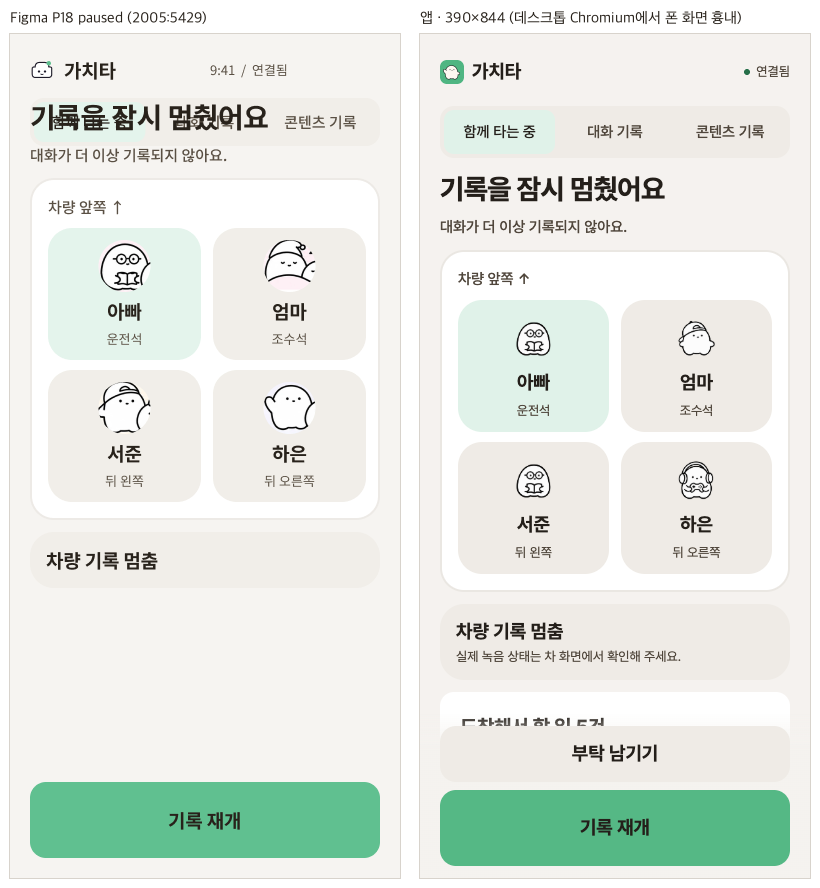 Figma P18 paused (2005:5429)
가치타
9:41 / 연결됨
기록을 잠시 멈췄어요
콘텐츠 기록
대화가 더 이상 기록되지 않아요.
차량 앞쪽 ↑
아빠
운전석
엄마
조수석
서준
뒤 왼쪽
하은
뒤 오른쪽
차량 기록 멈춤
기록 재개
앱 · 390×844 (데스크톱 Chromium에서 폰 화면 흉내)
가치타
연결됨
함께 타는 중
대화 기록
콘텐츠 기록
기록을 잠시 멈췄어요
대화가 더 이상 기록되지 않아요.
차량 앞쪽 ↑
아빠
운전석
엄마
조수석
서준
뒤 왼쪽
하은
뒤 오른쪽
차량 기록 멈춤
실제 녹음 상태는 차 화면에서 확인해 주세요.
도착해서 할 일 5건
부탁 남기기
기록 재개